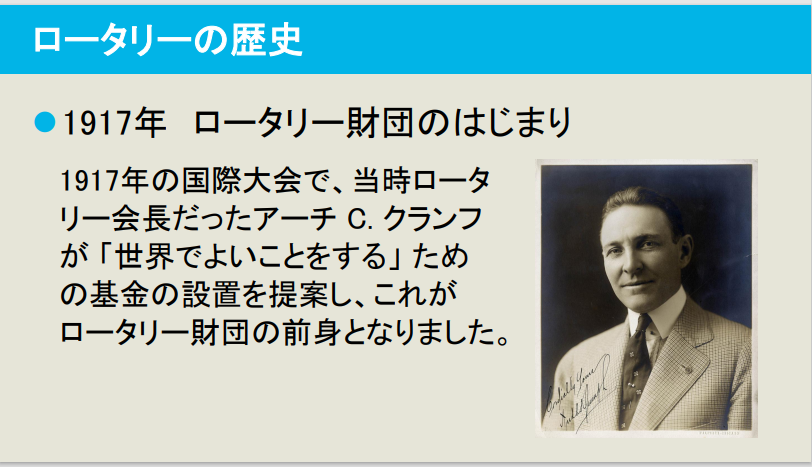 ロータリーの歴史
●1917年 ロータリー財団のはじまり
1917年の国際大会で、当時ロータ
リー会長だったアーチ C. クランフ
が「世界でよいことをする」ため
の基金の設置を提案し、これが
ロータリー財団の前身となりました。
Cordially Yours